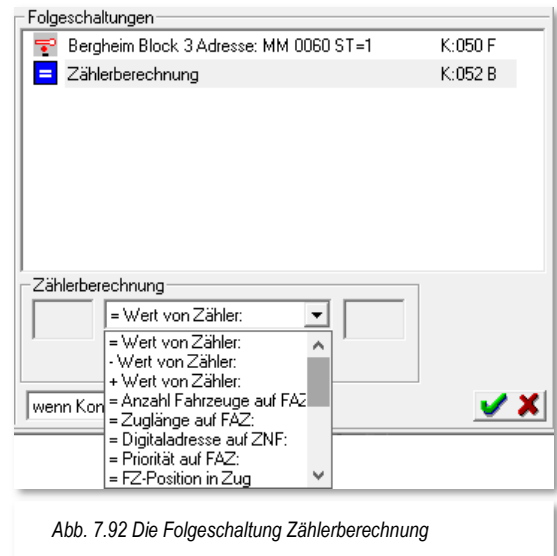 Folgeschaltungen
Bergheim Block 3 Adresse: MM 0060 ST=1 K:050 F
= Zählerberechnung K:052 B
Zählerberechnung
= Wert von Zähler:
= Wert von Zähler:
- Wert von Zähler:
+ Wert von Zähler:
= Anzahl Fahrzeuge auf FAZ
= Zuglänge auf FAZ:
= Digitaladresse auf ZNF:
= Priorität auf FAZ:
= FZ-Position in Zug
wenn Kon
Abb. 7.92 Die Folgeschaltung Zählerberechnung